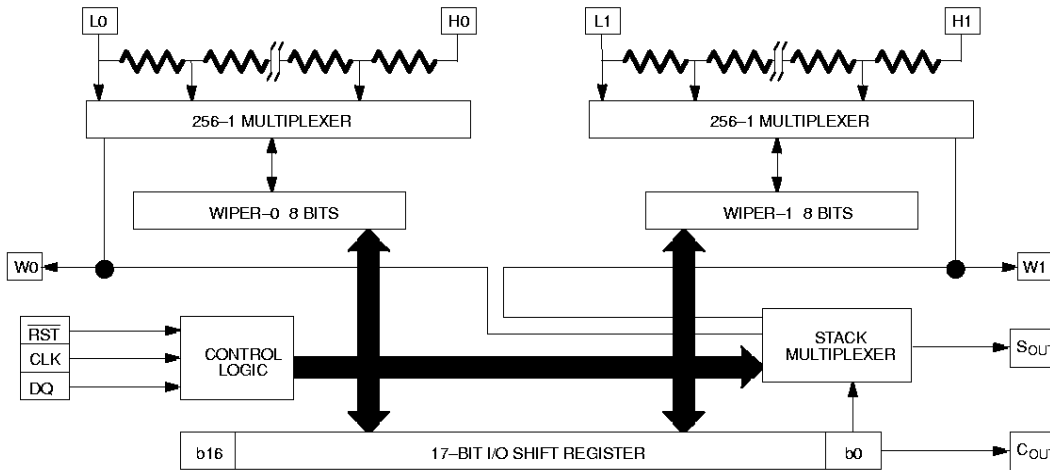 L0
H0
L1
H1
256–1 MULTIPLEXER
256–1 MULTIPLEXER
WIPER–0 8 BITS
WIPER–1 8 BITS
W0
W1
RST
CLK
DQ
CONTROL
LOGIC
STACK
MULTIPLEXER
SOUT
b16
17–BIT I/O SHIFT REGISTER
b0
COUT